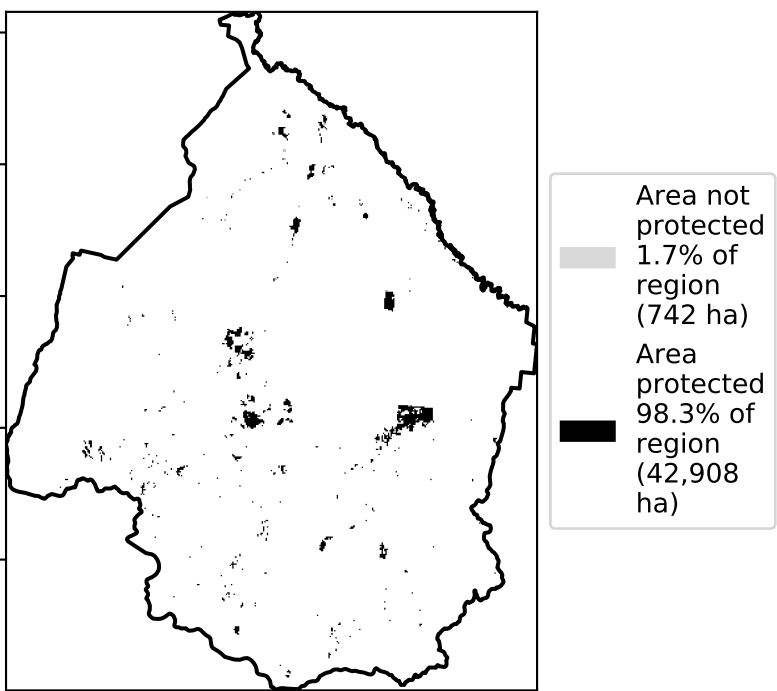 Area not
protected
1.7% of
region
(742 ha)
Area
protected
98.3% of
region
(42,908
ha)